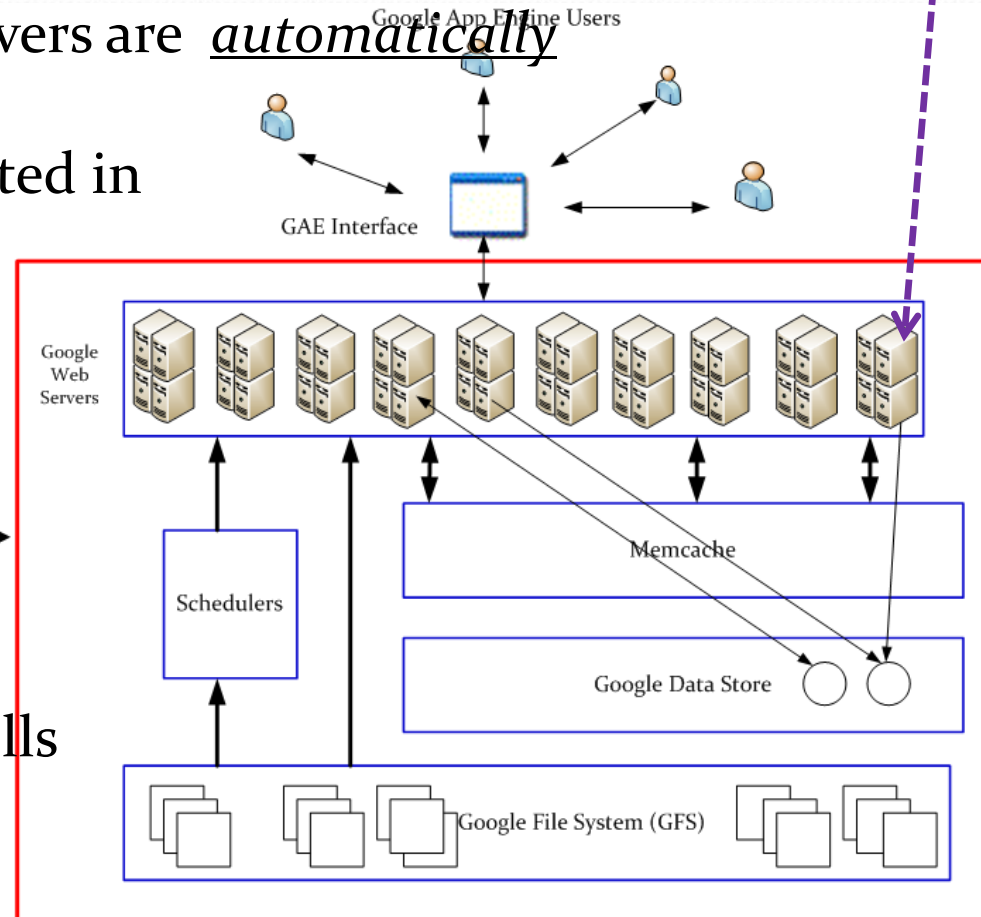 Google App Engine Users
vers are automatically
ted in
GAE Interface
Google
Web
Servers
Memcache
Schedulers
Google Data Store
lls
Google File System (GFS)